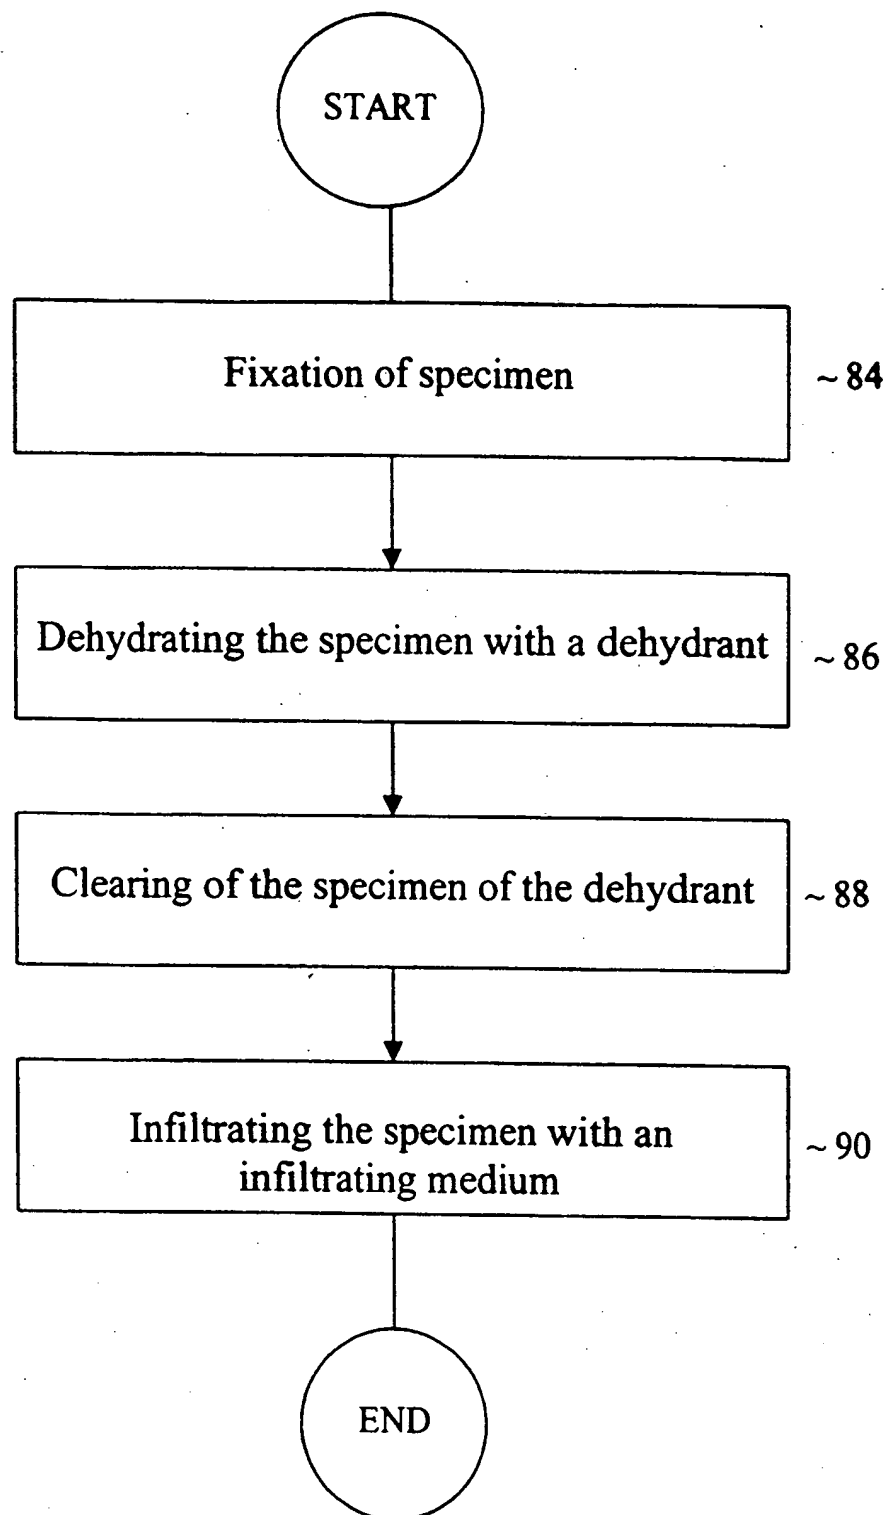 START
Fixation of specimen
~ 84
Dehydrating the specimen with a dehydrant
~ 86
Clearing of the specimen of the dehydrant
~ 88
Infiltrating the specimen with an
infiltrating medium
~ 90
END